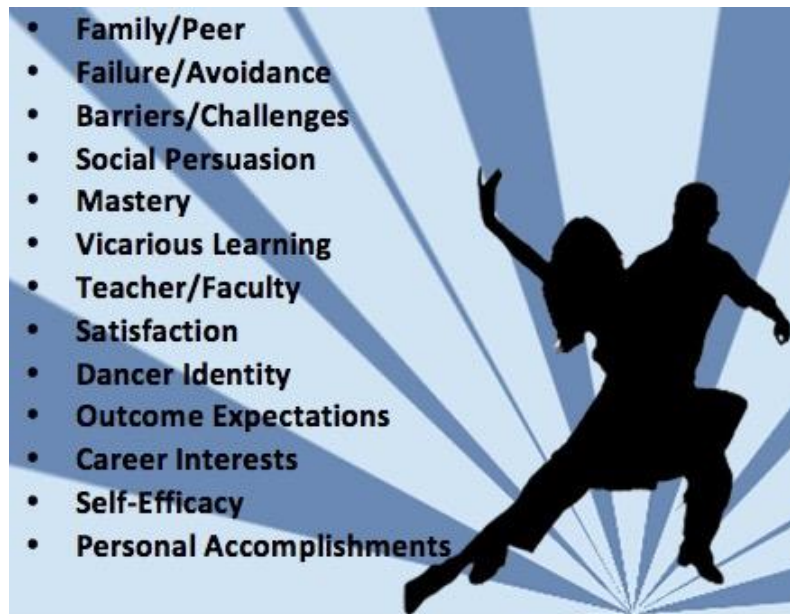 • Family/Peer
• Failure/Avoidance
• Barriers/Challenges
• Social Persuasion
• Mastery
• Vicarious Learning
• Teacher/Faculty
• Satisfaction
• Dancer Identity
• Outcome Expectations
• Career Interests
• Self-Efficacy
• Personal Accomplishments